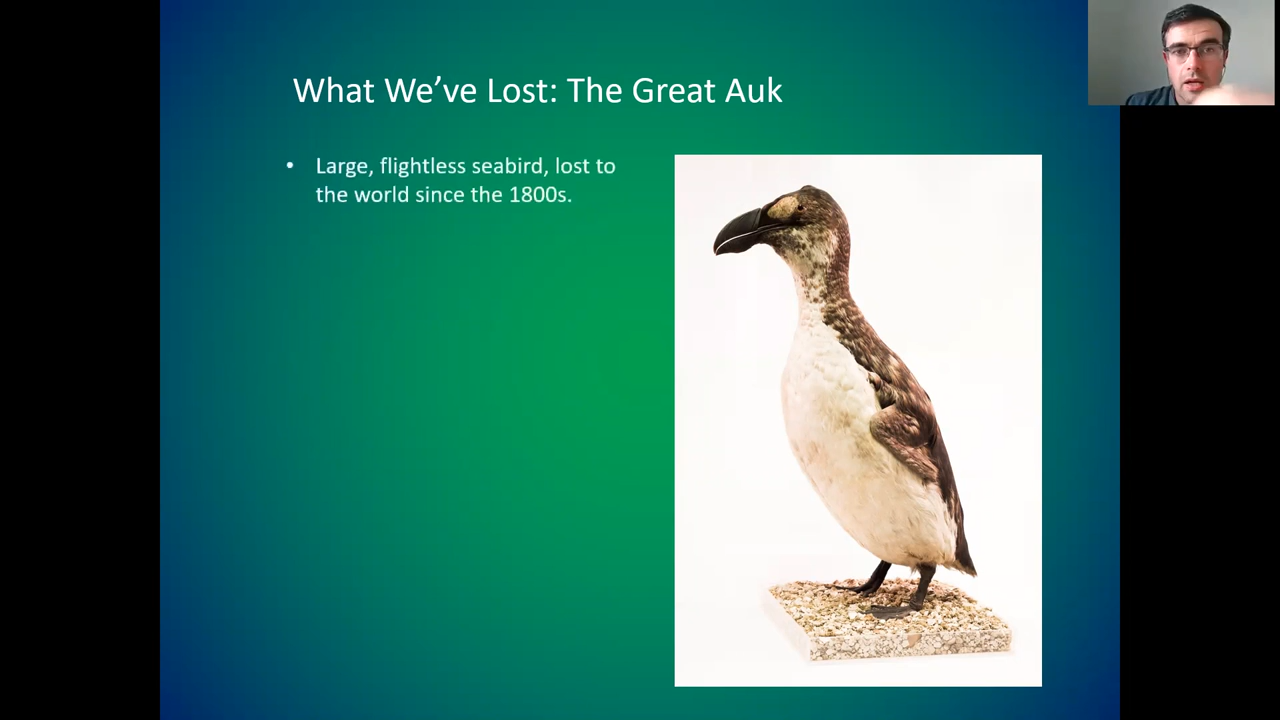 What We’ve Lost: The Great Auk
• Large, flightless seabird, lost to
the world since the 1800s.